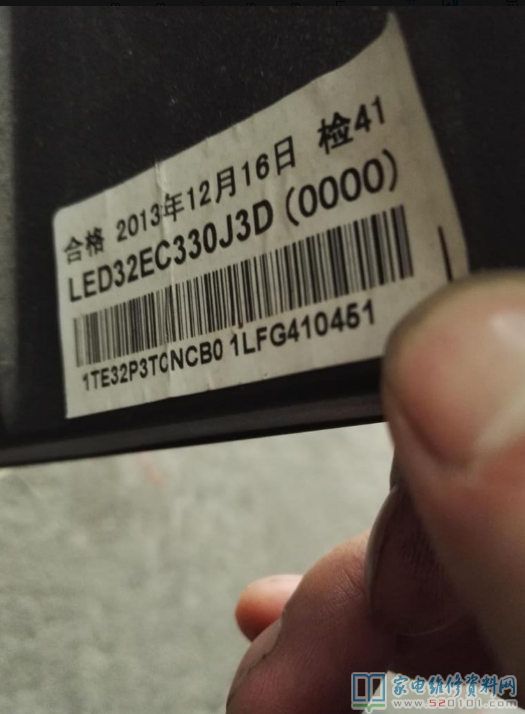 合格 2013年12月16日 检41
LED32EC330J3D (0000)
1TE32P3T0NCB0 1LFG410451
家电维修资料网
www.520101.com